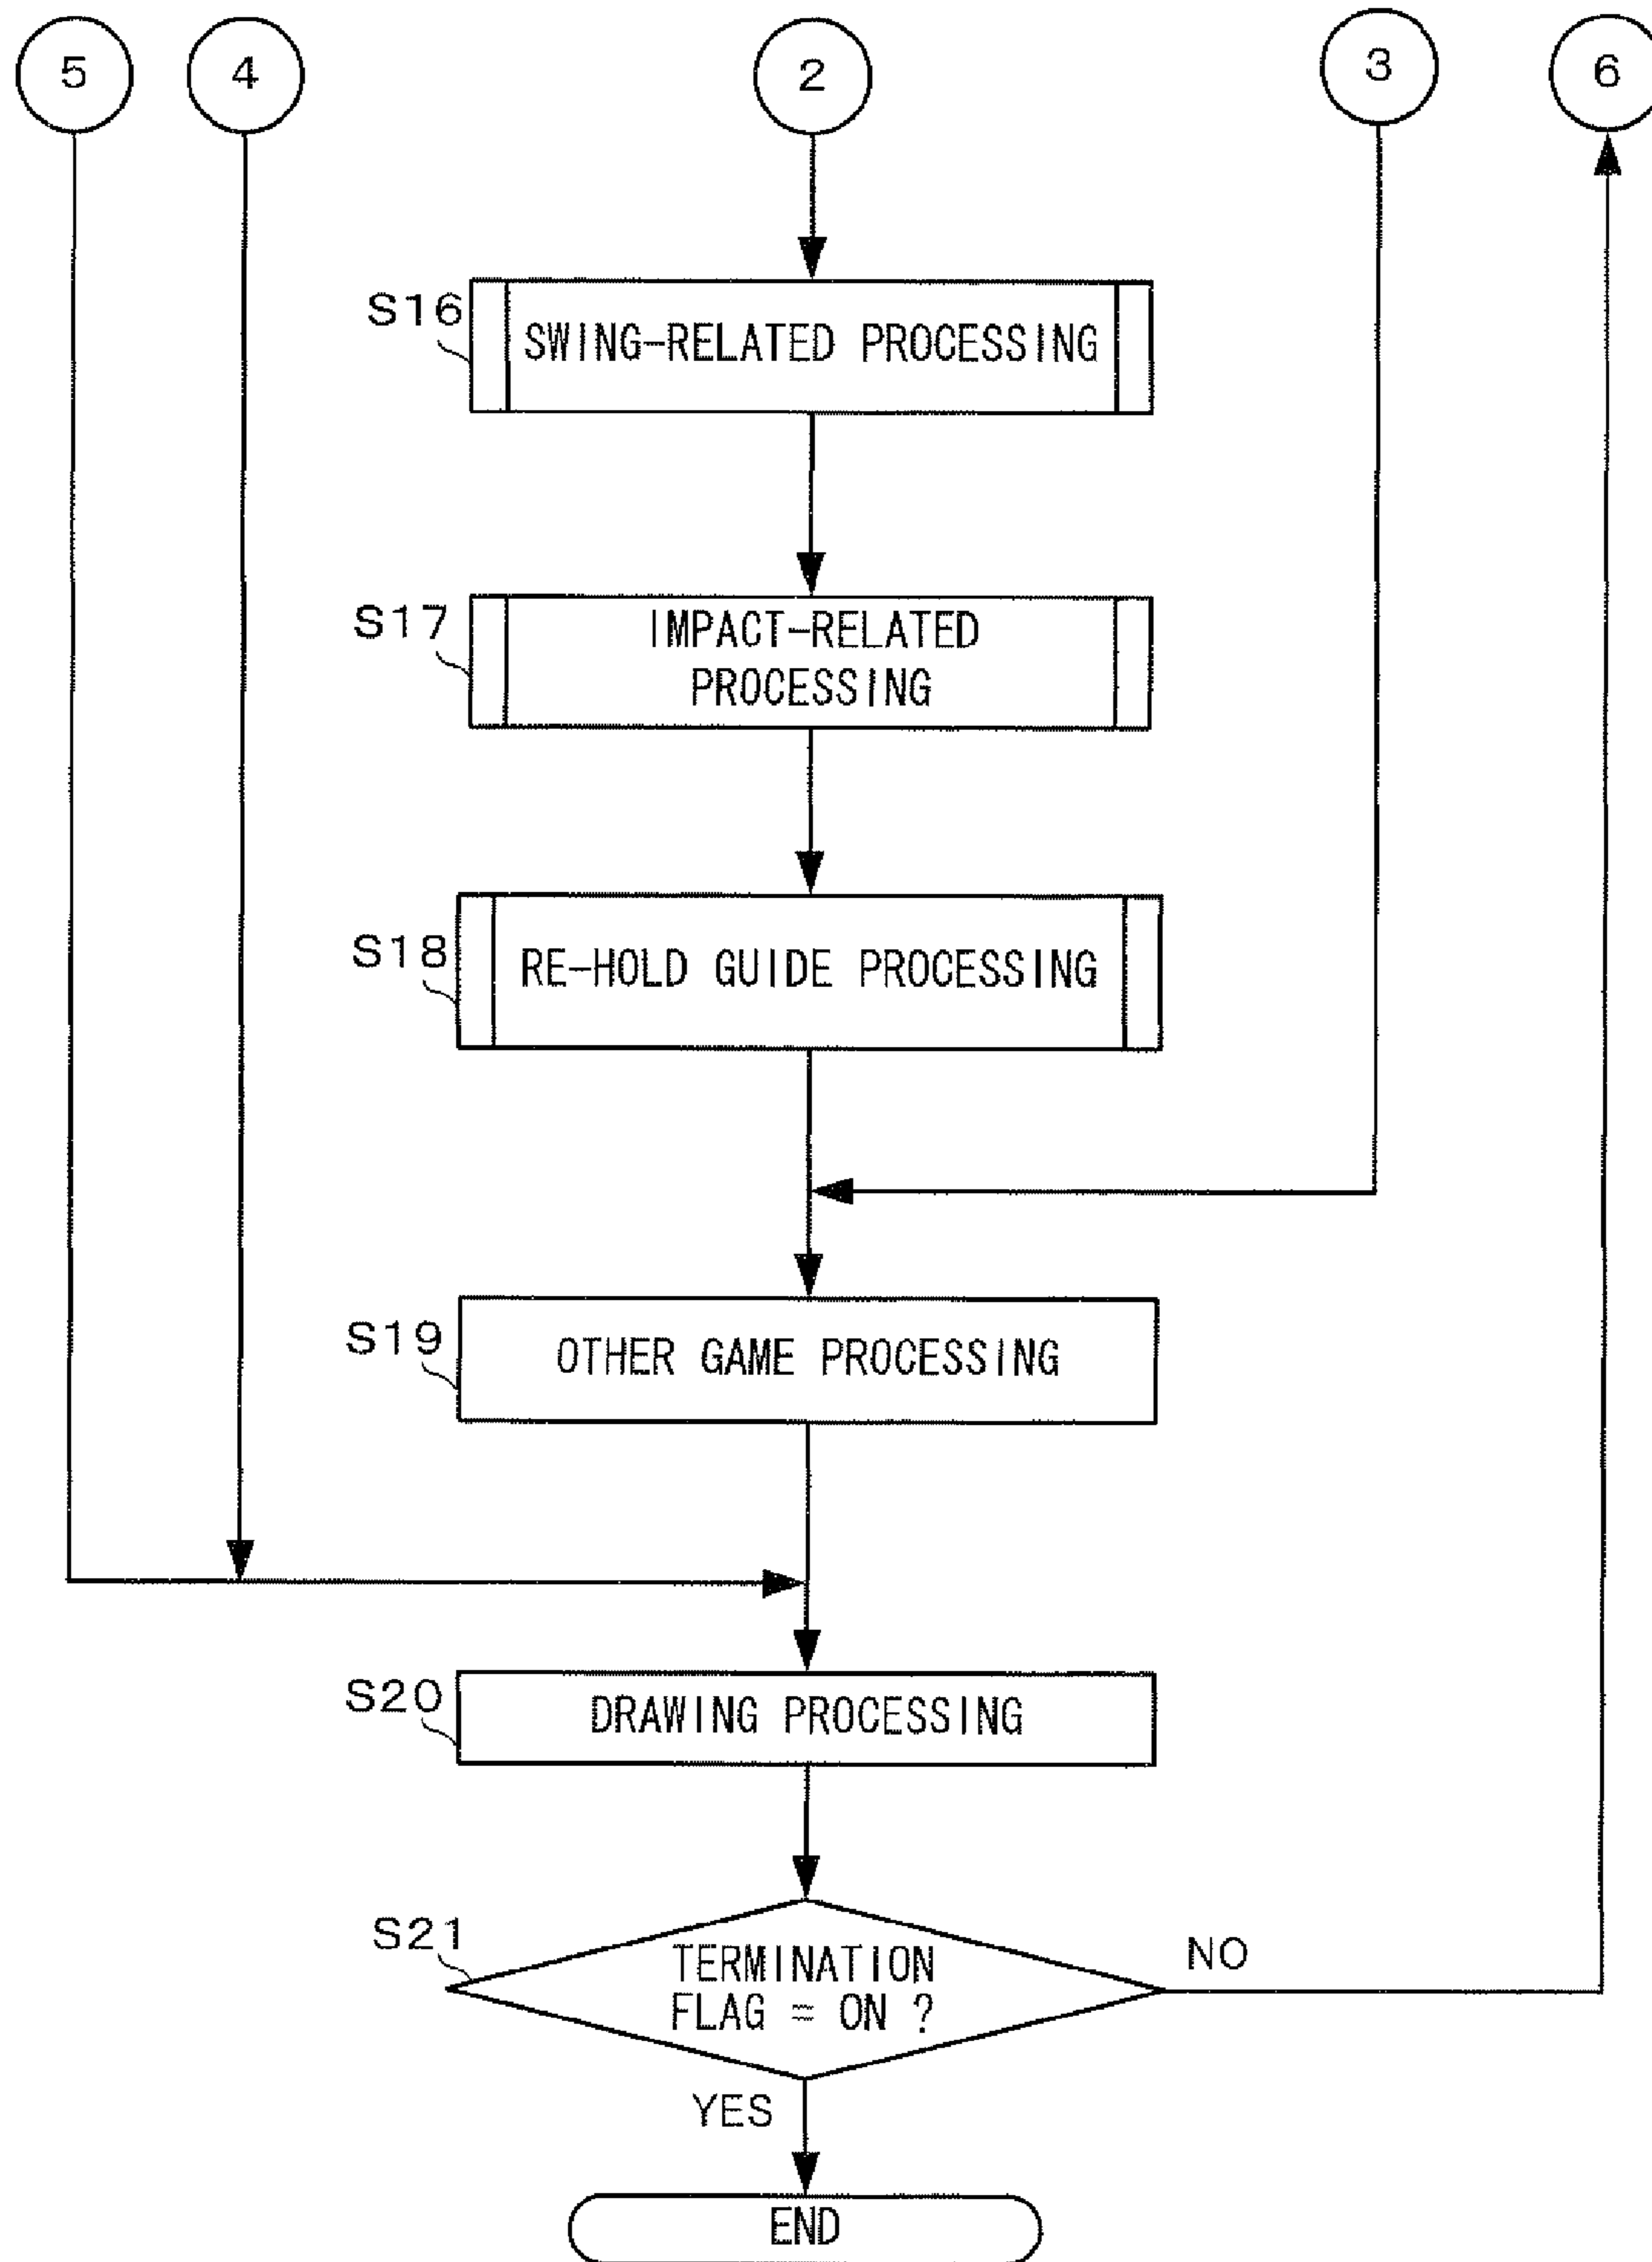 5
4
2
3
6
S16
SWING-RELATED PROCESSING
S17
IMPACT-RELATED
PROCESSING
S18
RE-HOLD GUIDE PROCESSING
S19
OTHER GAME PROCESSING
S20
DRAWING PROCESSING
S21
TERMINATION
FLAG = ON ?
NO
YES
END